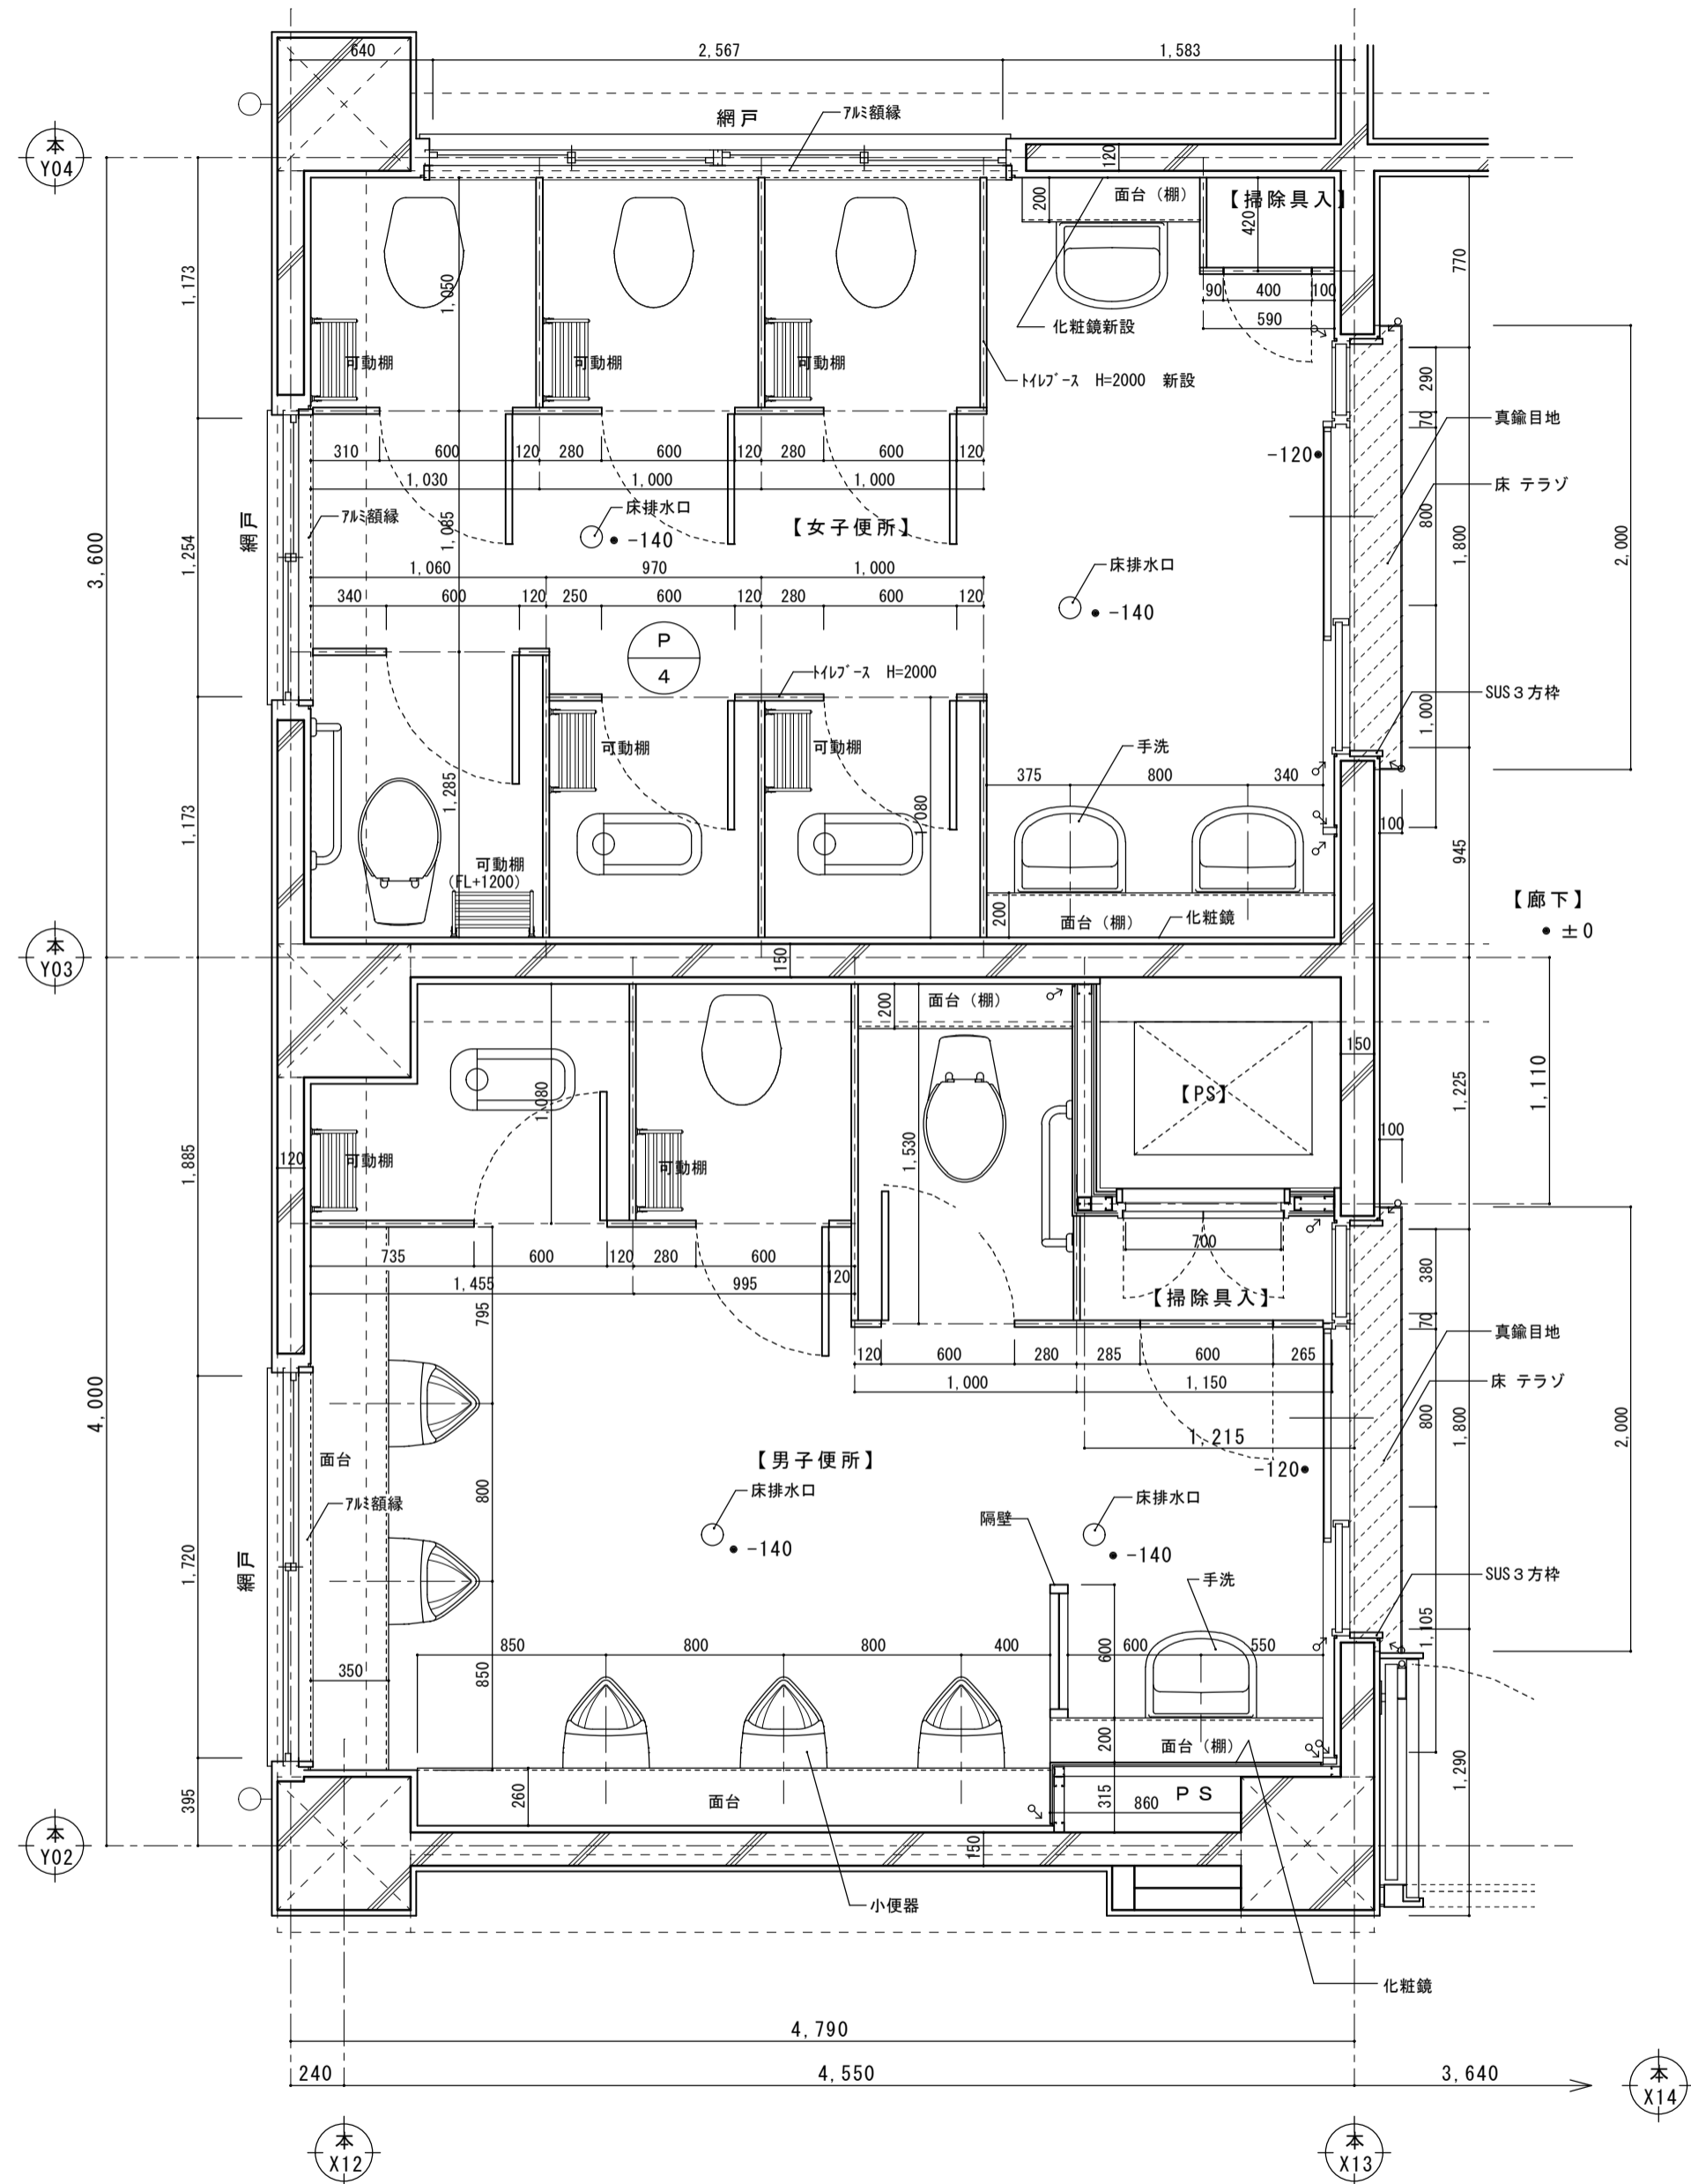 640
2,567
1,583
網戸
アルミ額縁
本
Y04
120
200
面台（棚）
【掃除具入】
420
770
1,173
1,050
90
400
100
590
化粧鏡新設
可動棚
可動棚
可動棚
トイレブース H=2000 新設
290
70
真鍮目地
310
600
120
280
600
120
280
600
120
-120
1,030
1,000
1,000
床 テラゾ
網戸
アルミ額縁
1,085
床排水口
-140
【女子便所】
800
1,800
2,000
3,600
1,254
1,060
970
1,000
床排水口
-140
340
600
120
250
600
120
280
600
120
P
4
トイレブース H=2000
SUS３方枠
1,000
可動棚
可動棚
手洗
375
800
340
1,173
1,285
1,080
100
945
可動棚
(FL+1200)
200
面台（棚）
化粧鏡
【廊下】
±0
本
Y03
150
200
面台（棚）
150
【PS】
1,080
1,225
1,110
100
1,885
120
可動棚
可動棚
1,530
735
600
120
280
600
120
700
380
1,455
995
795
【掃除具入】
70
真鍮目地
120
600
280
285
600
265
1,000
1,150
床 テラゾ
4,000
800
1,800
2,000
1,215
【男子便所】
-120
面台
アルミ額縁
800
床排水口
-140
隔壁
床排水口
-140
網戸
1,720
手洗
SUS３方枠
1,105
850
800
800
400
600
600
550
350
850
200
面台（棚）
1,290
395
260
面台
315
860
ＰＳ
本
Y02
150
小便器
化粧鏡
4,790
240
4,550
3,640
本
X14
本
X12
本
X13